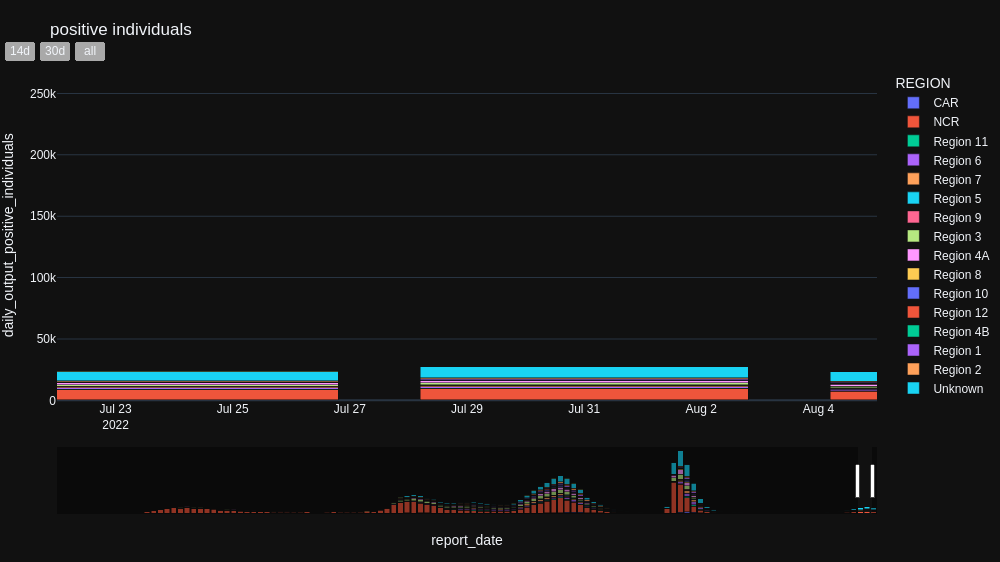 positive individuals
14d 30d all
daily_output_positive_individuals
250k
200k
150k
100k
50k
0
Jul 23 Jul 25 Jul 27 Jul 29 Jul 31 Aug 2 Aug 4
2022
report_date
REGION
CAR
NCR
Region 11
Region 6
Region 7
Region 5
Region 9
Region 3
Region 4A
Region 8
Region 10
Region 12
Region 4B
Region 1
Region 2
Unknown